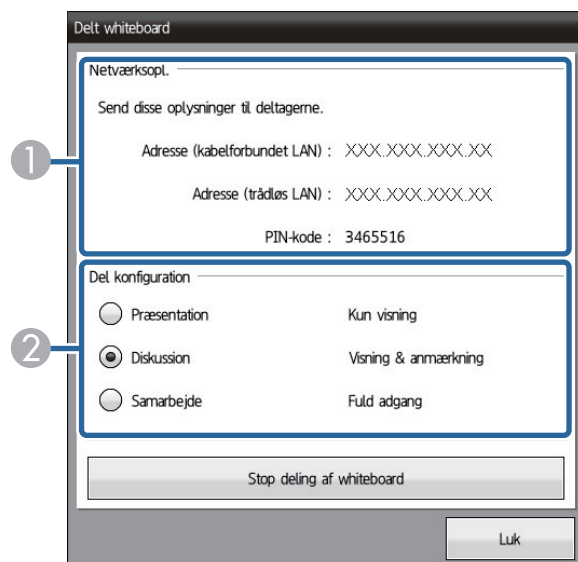 Delt whiteboard
Netværksopl.
Send disse oplysninger til deltagerne.
1
Adresse (kabelforbundet LAN) : XXX.XXX.XXX.XX
Adresse (trådløs LAN) : XXX.XXX.XXX.XX
PIN-kode : 3465516
Del konfiguration
Præsentation Kun visning
2
Diskussion Visning & anmærkning
Samarbejde Fuld adgang
Stop deling af whiteboard
Luk